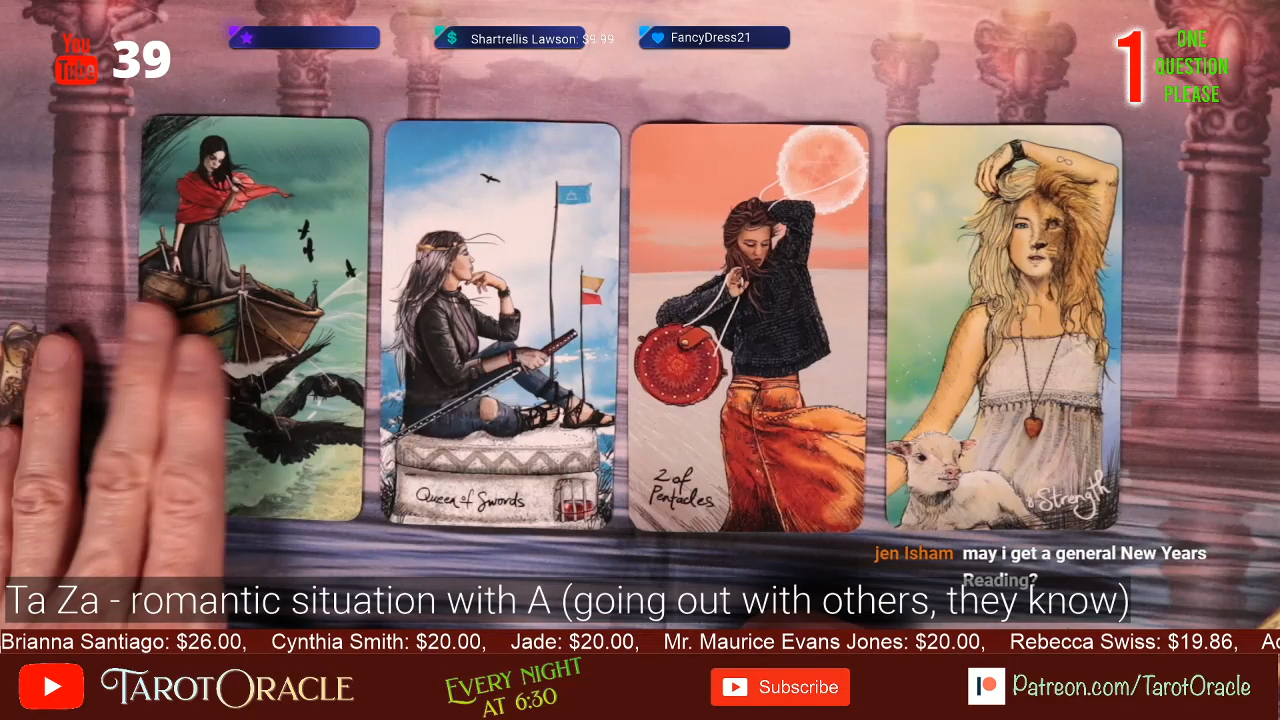 You
Tube
39
Shartrellis Lawson: $9.99
FancyDress21
1
ONE
QUESTION
PLEASE
Queen of Swords
2 of
Pentacles
8-Strength
jen Isham may i get a general New Years
Reading?
Ta Za - romantic situation with A (going out with others, they know)
Brianna Santiago: $26.00, Cynthia Smith: $20.00, Jade: $20.00, Mr. Maurice Evans Jones: $20.00, Rebecca Swiss: $19.86,
TAROTORACLE
EVERY NIGHT
AT 6:30
Subscribe
Patreon.com/TarotOracle